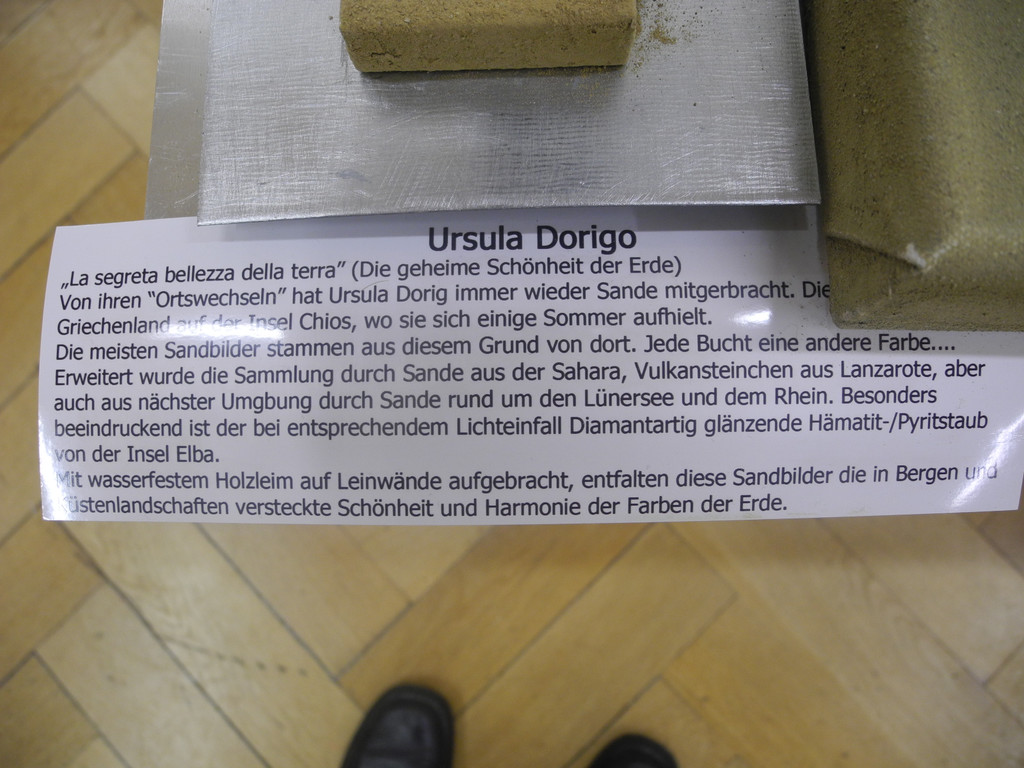 Ursula Dorigo
„La segreta bellezza della terra” (Die geheime Schönheit der Erde)
Von ihren “Ortswechseln” hat Ursula Dorig immer wieder Sande mitgerbracht. Die
Griechenland auf der Insel Chios, wo sie sich einige Sommer aufhielt.
Die meisten Sandbilder stammen aus diesem Grund von dort. Jede Bucht eine andere Farbe....
Erweitert wurde die Sammlung durch Sande aus der Sahara, Vulkansteinchen aus Lanzarote, aber
auch aus nächster Umgbung durch Sande rund um den Lünersee und dem Rhein. Besonders
beeindruckend ist der bei entsprechendem Lichteinfall Diamantartig glänzende Hämatit-/Pyritstaub
von der Insel Elba.
Mit wasserfestem Holzleim auf Leinwände aufgebracht, entfalten diese Sandbilder die in Bergen und
Küstenlandschaften versteckte Schönheit und Harmonie der Farben der Erde.